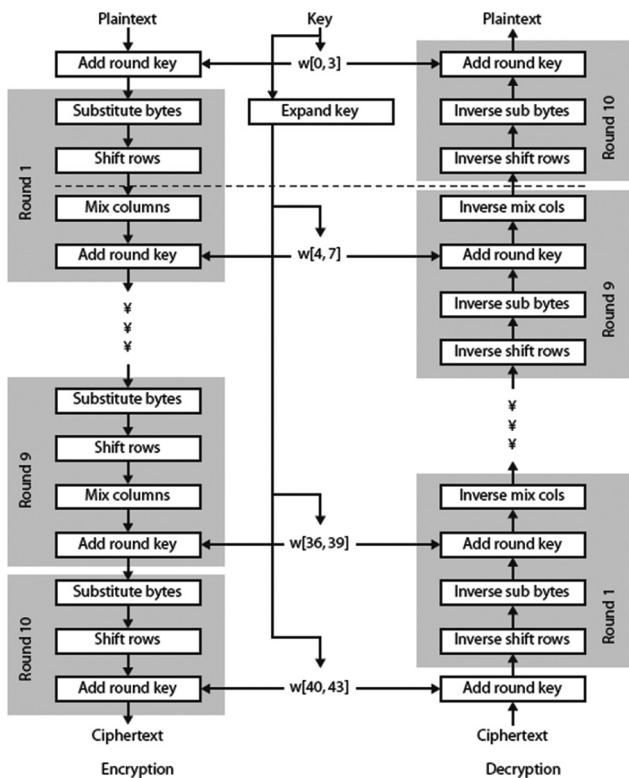 Plaintext
Add round key
Round 1
Substitute bytes
Shift rows
Mix columns
Add round key
¥
¥
¥
Round 9
Substitute bytes
Shift rows
Mix columns
Add round key
Round 10
Substitute bytes
Shift rows
Add round key
Ciphertext
Encryption
Key
w[0, 3]
Expand key
w[4, 7]
w[36, 39]
w[40, 43]
Plaintext
Round 10
Add round key
Inverse sub bytes
Inverse shift rows
Round 9
Inverse mix cols
Add round key
Inverse sub bytes
Inverse shift rows
¥
¥
¥
Round 1
Inverse mix cols
Add round key
Inverse sub bytes
Inverse shift rows
Add round key
Ciphertext
Decryption